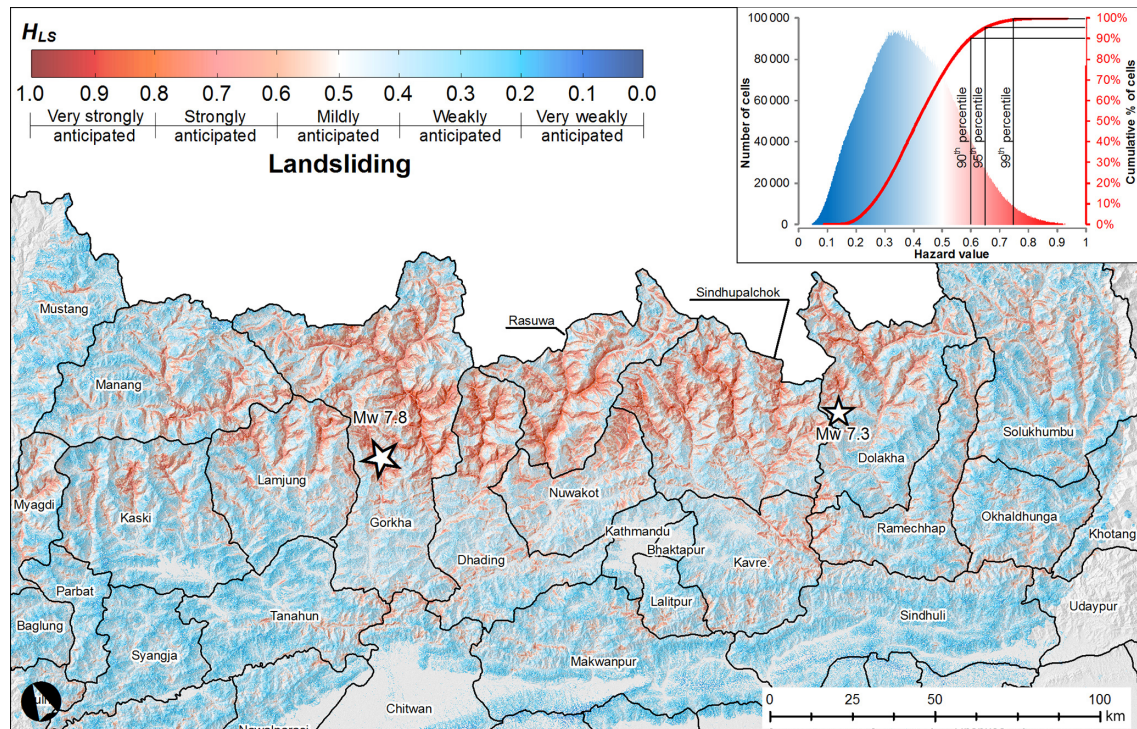 H_LS
1.0 0.9 0.8 0.7 0.6 0.5 0.4 0.3 0.2 0.1 0.0
Very strongly anticipated
Strongly anticipated
Mildly anticipated
Weakly anticipated
Very weakly anticipated
Landsliding
100 000
80 000
60 000
40 000
20 000
0
Number of cells
0 0.1 0.2 0.3 0.4 0.5 0.6 0.7 0.8 0.9 1
Hazard value
90th percentile
95th percentile
99th percentile
100%
90%
80%
70%
60%
50%
40%
30%
20%
10%
0%
Cumulative % of cells
Sindhupalchok
Mustang
Rasuwa
Manang
Mw 7.8
Mw 7.3
Solukhumbu
Dolakha
Lamjung
Nuwakot
Myagdi
Kaski
Gorkha
Okhaldhunga
Ramechhap
Khotang
Kathmandu
Bhaktapur
Dhading
Kavre
Parbat
Lalitpur
Udaypur
Tanahun
Sindhuli
Baglung
Syangja
Makwanpur
Chitwan
Nawalparasi
0 25 50 100
km